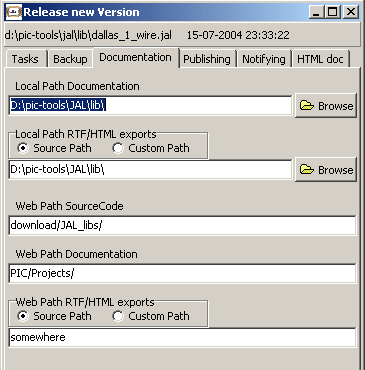 Release new Version
d:\pic-tools\jal\lib\dallas_1_wire.jal 15-07-2004 23:33:22
Tasks Backup Documentation Publishing Notifying HTML doc
Local Path Documentation
D:\pic-tools\JAL\lib\ Browse
Local Path RTF/HTML exports
Source Path Custom Path
D:\pic-tools\JAL\lib\ Browse
Web Path SourceCode
download/JAL_libs/
Web Path Documentation
PIC/Projects/
Web Path RTF/HTML exports
Source Path Custom Path
somewhere